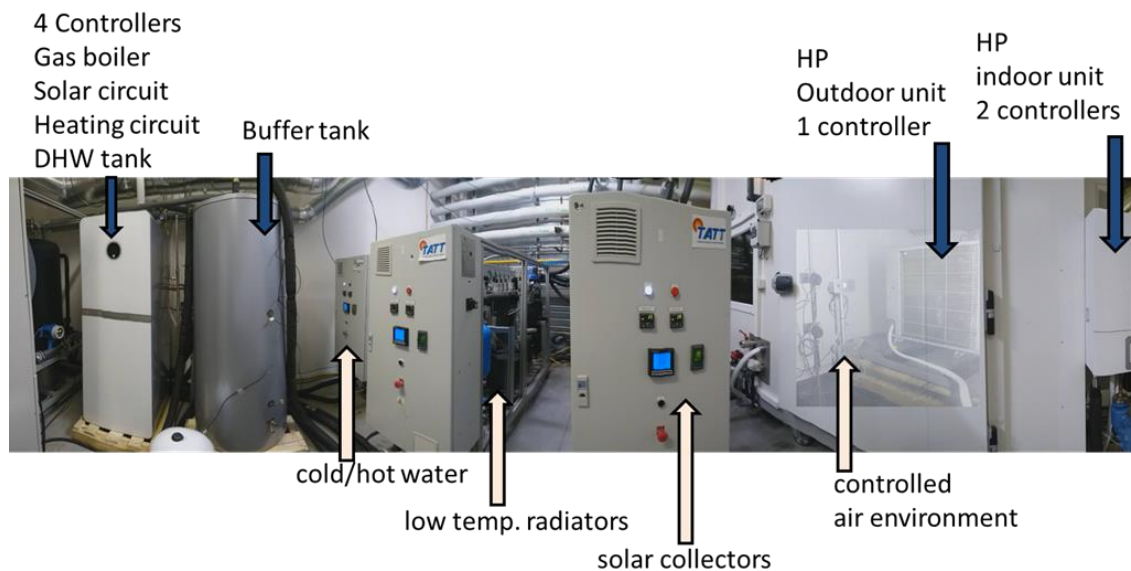 4 Controllers
Gas boiler
Solar circuit
Heating circuit
DHW tank
Buffer tank
HP
Outdoor unit
1 controller
HP
indoor unit
2 controllers
TATT
TATT
cold/hot water
low temp. radiators
solar collectors
controlled
air environment